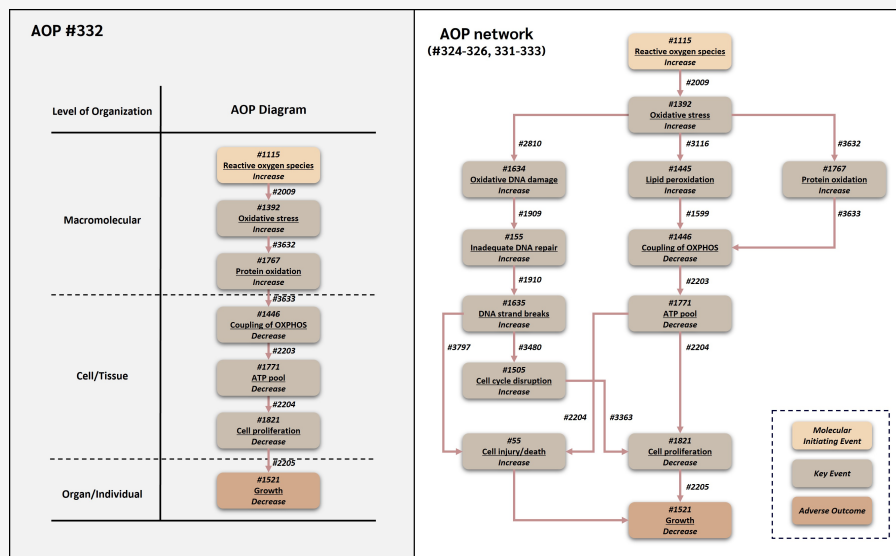 AOP #332
Level of Organization
AOP Diagram
Macromolecular
#1115
Reactive oxygen species
Increase
#2009
#1392
Oxidative stress
Increase
#3632
#1767
Protein oxidation
Increase
#3633
Cell/Tissue
#1446
Coupling of OXPHOS
Decrease
#2203
#1771
ATP pool
Decrease
#2204
#1821
Cell proliferation
Decrease
#2205
Organ/Individual
#1521
Growth
Decrease
AOP network
(#324-326, 331-333)
#1115
Reactive oxygen species
Increase
#2009
#1392
Oxidative stress
Increase
#2810
#3116
#3632
#1634
Oxidative DNA damage
Increase
#1445
Lipid peroxidation
Increase
#1767
Protein oxidation
Increase
#1909
#1599
#3633
#155
Inadequate DNA repair
Increase
#1446
Coupling of OXPHOS
Decrease
#1910
#2203
#1635
DNA strand breaks
Increase
#1771
ATP pool
Decrease
#3797
#3480
#2204
#1505
Cell cycle disruption
Increase
#2204
#3363
#55
Cell injury/death
Increase
#1821
Cell proliferation
Decrease
#2205
#1521
Growth
Decrease
Molecular
Initiating Event
Key Event
Adverse Outcome